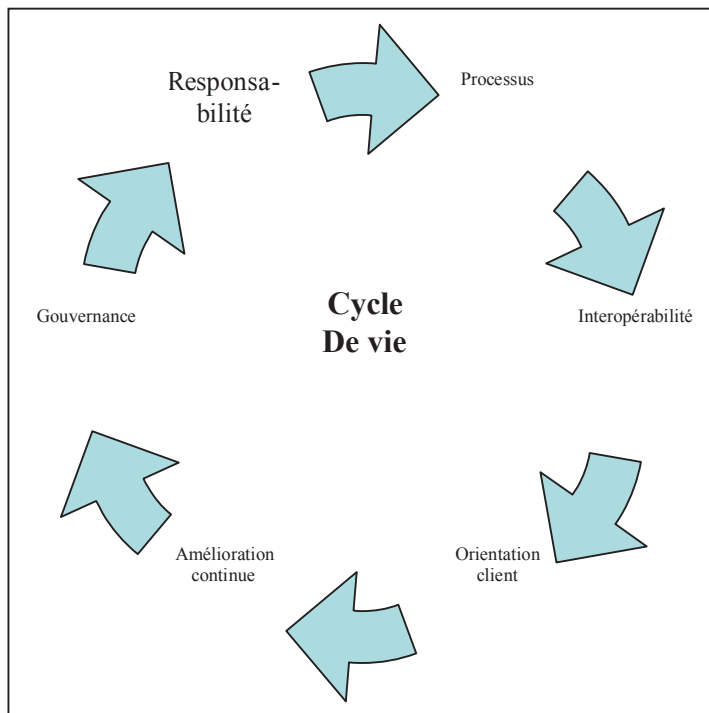 Responsa-
bilité
Processus
Interopérabilité
Orientation
client
Amélioration
continue
Gouvernance
Cycle
De vie